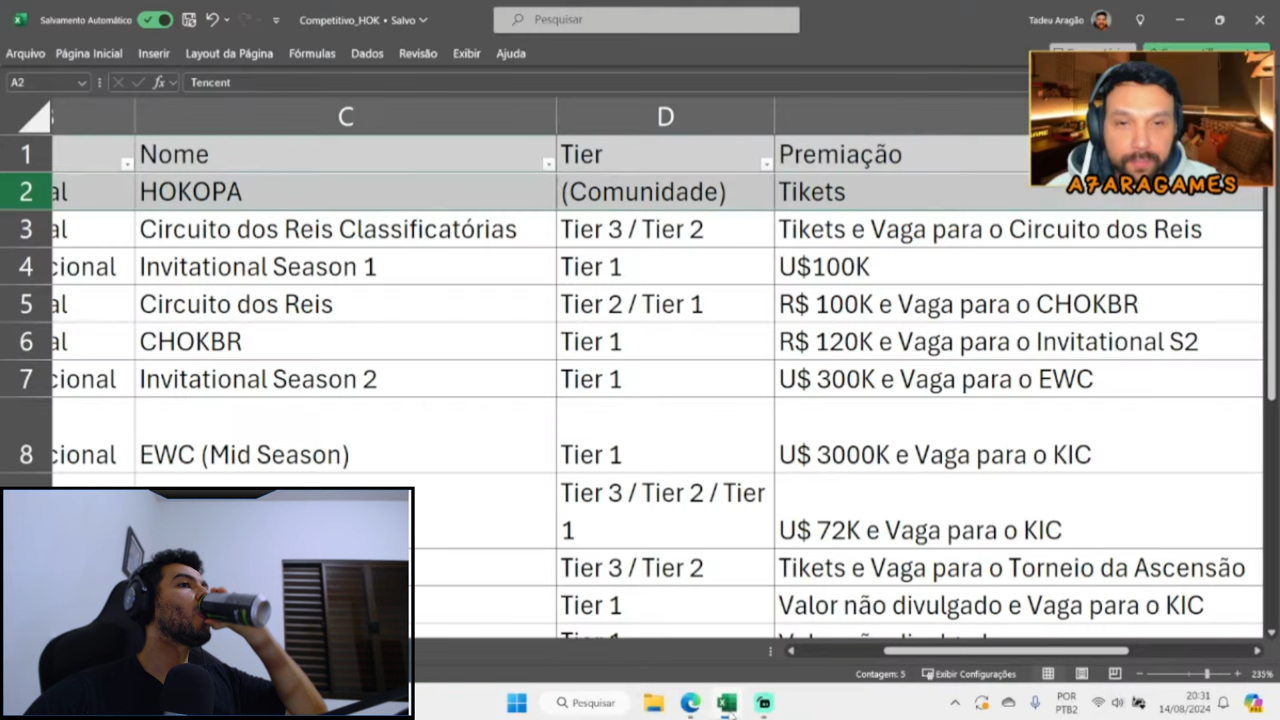 Salvamento Automático
Competitivo_HOK • Salvo
Pesquisar
Tadeu Aragão
Arquivo Página Inicial Inserir Layout da Página Fórmulas Dados Revisão Exibir Ajuda
A2 fx Tencent
C D
1 Nome Tier Premiação
2 al HOKOPA (Comunidade) Tikets
3 al Circuito dos Reis Classificatórias Tier 3 / Tier 2 Tikets e Vaga para o Circuito dos Reis
4 cional Invitational Season 1 Tier 1 U$100K
5 al Circuito dos Reis Tier 2 / Tier 1 R$ 100K e Vaga para o CHOKBR
6 al CHOKBR Tier 1 R$ 120K e Vaga para o Invitational S2
7 cional Invitational Season 2 Tier 1 U$ 300K e Vaga para o EWC
8 cional EWC (Mid Season) Tier 1 U$ 3000K e Vaga para o KIC
Tier 3 / Tier 2 / Tier
1 U$ 72K e Vaga para o KIC
Tier 3 / Tier 2 Tikets e Vaga para o Torneio da Ascensão
Tier 1 Valor não divulgado e Vaga para o KIC
A7ARAGAMES
Contagem: 5 Exibir Configurações 235%
Pesquisar
POR
PTB2
20:31
14/08/2024